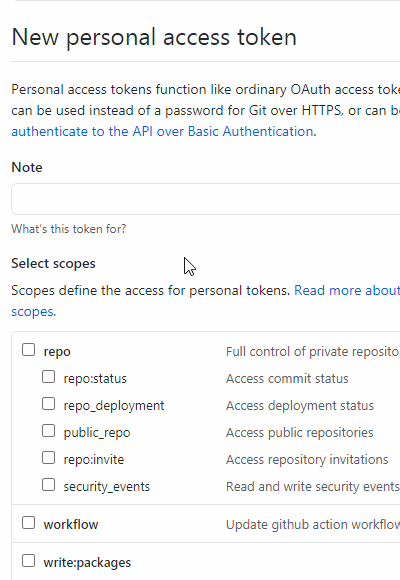 New personal access token
Personal access tokens function like ordinary OAuth access
can be used instead of a password for Git over HTTPS, or can
authenticate to the API over Basic Authentication.
Note
What's this token for?
Select scopes
Scopes define the access for personal tokens. Read more about
scopes.
repo Full control of private
repo:status Access commit status
repo_deployment Access deployment status
public_repo Access public repositories
repo:invite Access repository invitations
security_events Read and write security events
workflow Update github action
write:packages